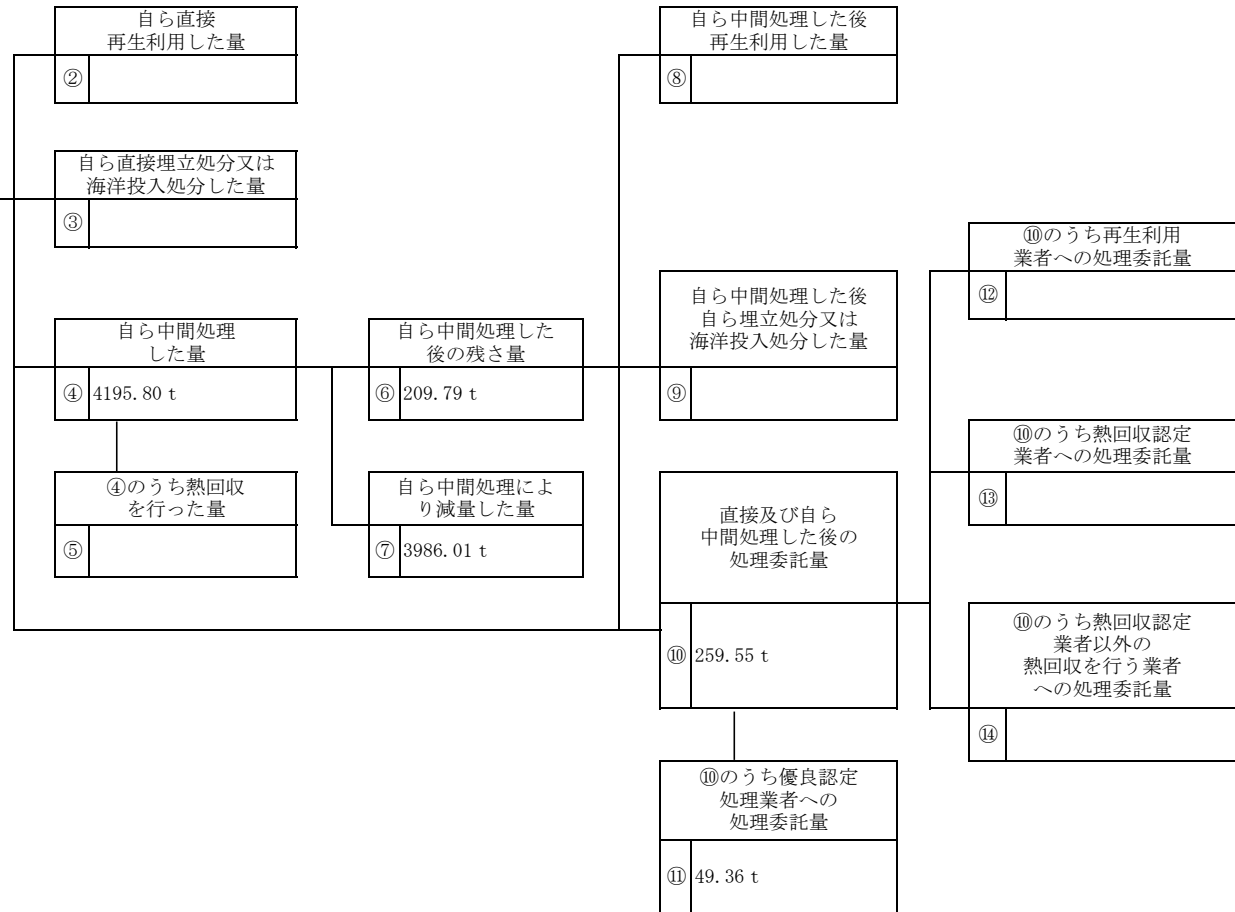 自ら直接
再生利用した量
②
自ら中間処理した後
再生利用した量
⑧
自ら直接埋立処分又は
海洋投入処分した量
③
⑩のうち再生利用
業者への処理委託量
⑫
自ら中間処理
した量
④ 4195.80 t
自ら中間処理した
後の残さ量
⑥ 209.79 t
自ら中間処理した後
自ら埋立処分又は
海洋投入処分した量
⑨
⑩のうち熱回収認定
業者への処理委託量
⑬
④のうち熱回収
を行った量
⑤
自ら中間処理によ
り減量した量
⑦ 3986.01 t
直接及び自ら
中間処理した後の
処理委託量
⑩ 259.55 t
⑩のうち熱回収認定
業者以外の
熱回収を行う業者
への処理委託量
⑭
⑩のうち優良認定
処理業者への
処理委託量
⑪ 49.36 t